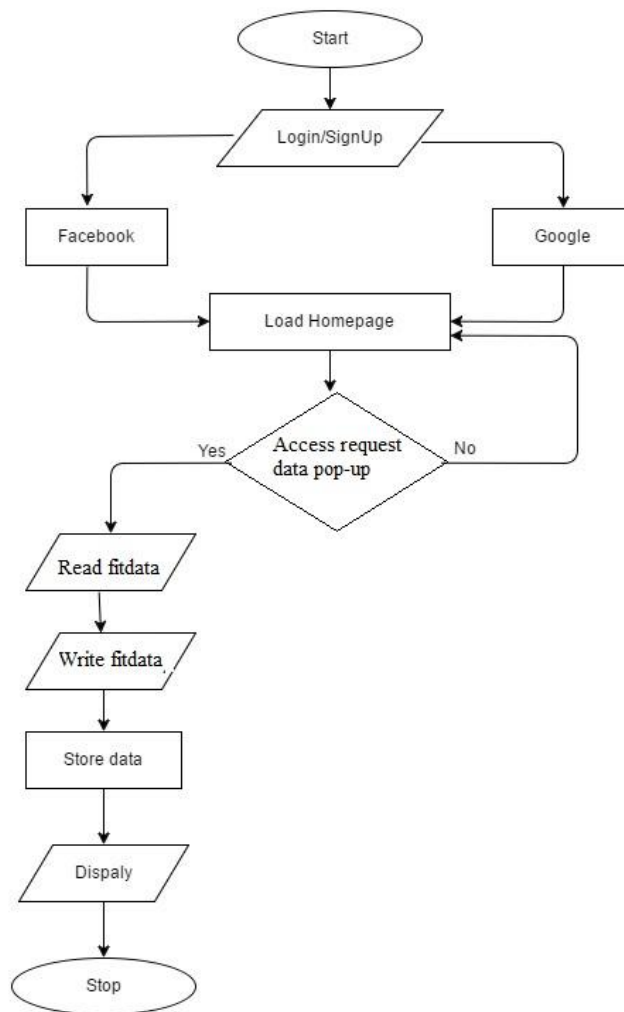 Start
Login/SignUp
Facebook
Google
Load Homepage
Access request
data pop-up
Yes
No
Read fitdata
Write fitdata
Store data
Dispaly
Stop